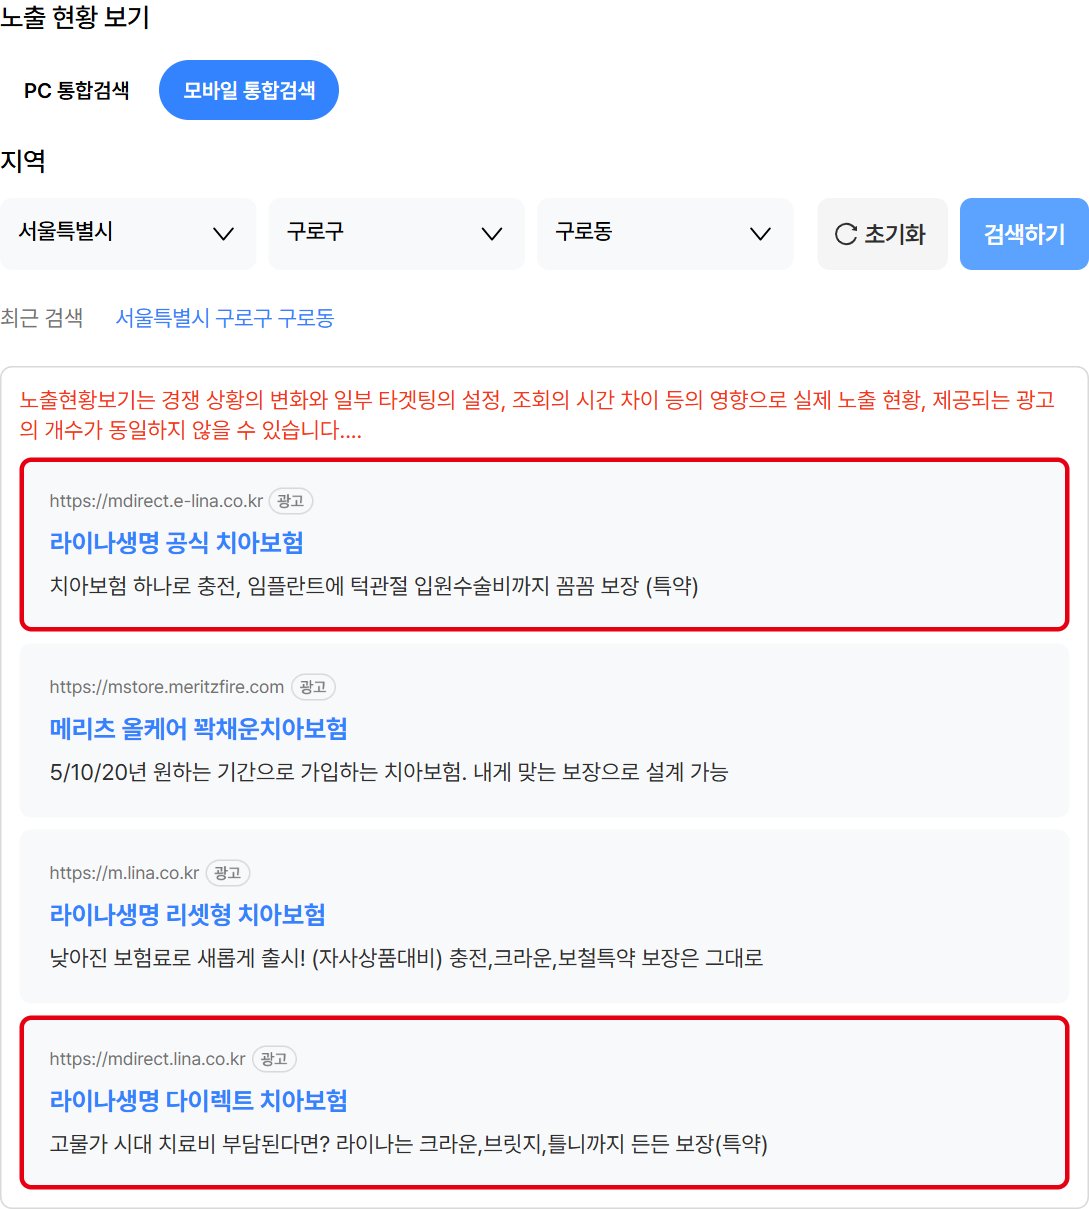 노출 현황 보기
PC 통합검색
모바일 통합검색
지역
서울특별시
구로구
구로동
초기화
검색하기
최근 검색
서울특별시 구로구 구로동
노출현황보기는 경쟁 상황의 변화와 일부 타겟팅의 설정, 조회의 시간 차이 등의 영향으로 실제 노출 현황, 제공되는 광고
의 개수가 동일하지 않을 수 있습니다....
https://mdirect.e-lina.co.kr 광고
라이나생명 공식 치아보험
치아보험 하나로 충전, 임플란트에 턱관절 입원수술비까지 꼼꼼 보장 (특약)
https://mstore.meritzfire.com 광고
메리츠 올케어 꽉채운치아보험
5/10/20년 원하는 기간으로 가입하는 치아보험. 내게 맞는 보장으로 설계 가능
https://m.lina.co.kr 광고
라이나생명 리셋형 치아보험
낮아진 보험료로 새롭게 출시! (자사상품대비) 충전,크라운,보철특약 보장은 그대로
https://mdirect.lina.co.kr 광고
라이나생명 다이렉트 치아보험
고물가 시대 치료비 부담된다면? 라이나는 크라운,브릿지,틀니까지 든든 보장(특약)